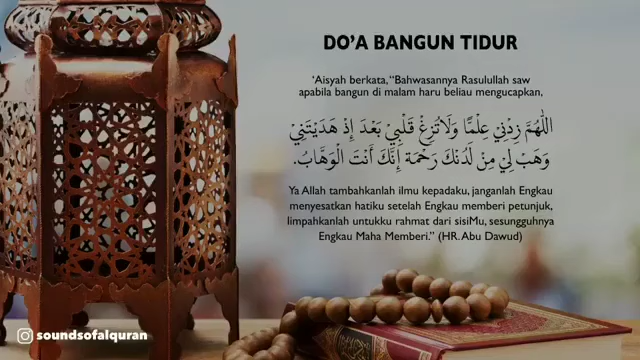 DO'A BANGUN TIDUR
'Aisyah berkata, "Bahwasannya Rasulullah saw
apabila bangun di malam haru beliau mengucapkan,
اللَّهُمَّ زِدْنِي عِلْمًا وَلَاتُزِغْ قَلْبِيْ بَعْدَ إِذْ هَدَيْتَنِيْ
وَهَبْ لِيْ مِنْ لَدُنْكَ رَحْمَة إِنَّكَ أَنْتَ الْوَهَّابُ.
Ya Allah tambahkanlah ilmu kepadaku, janganlah Engkau
menyesatkan hatiku setelah Engkau memberi petunjuk,
limpahkanlah untukku rahmat dari sisiMu, sesungguhnya
Engkau Maha Memberi." (HR. Abu Dawud)
soundsofalquran